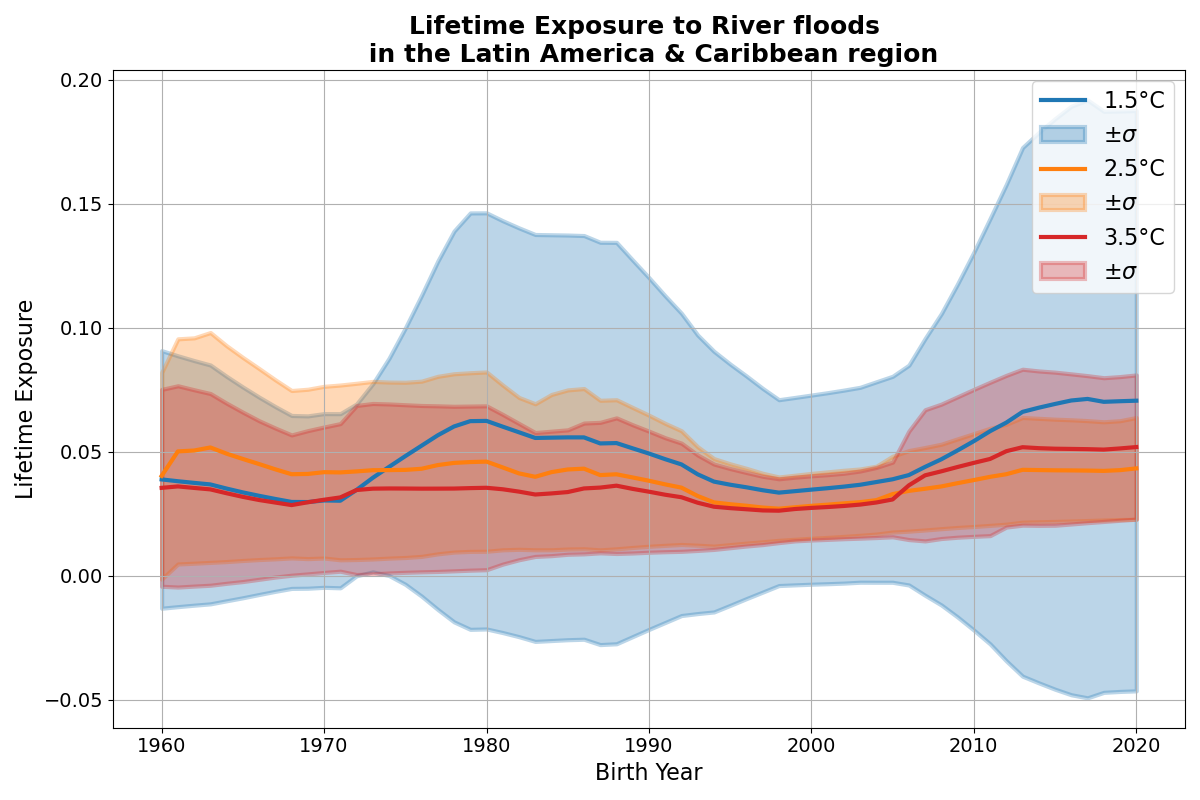 Lifetime Exposure to River floods
in the Latin America & Caribbean region
0.20
0.15
0.10
0.05
0.00
−0.05
Lifetime Exposure
1960
1970
1980
1990
2000
2010
2020
Birth Year
1.5°C
±σ
2.5°C
±σ
3.5°C
±σ